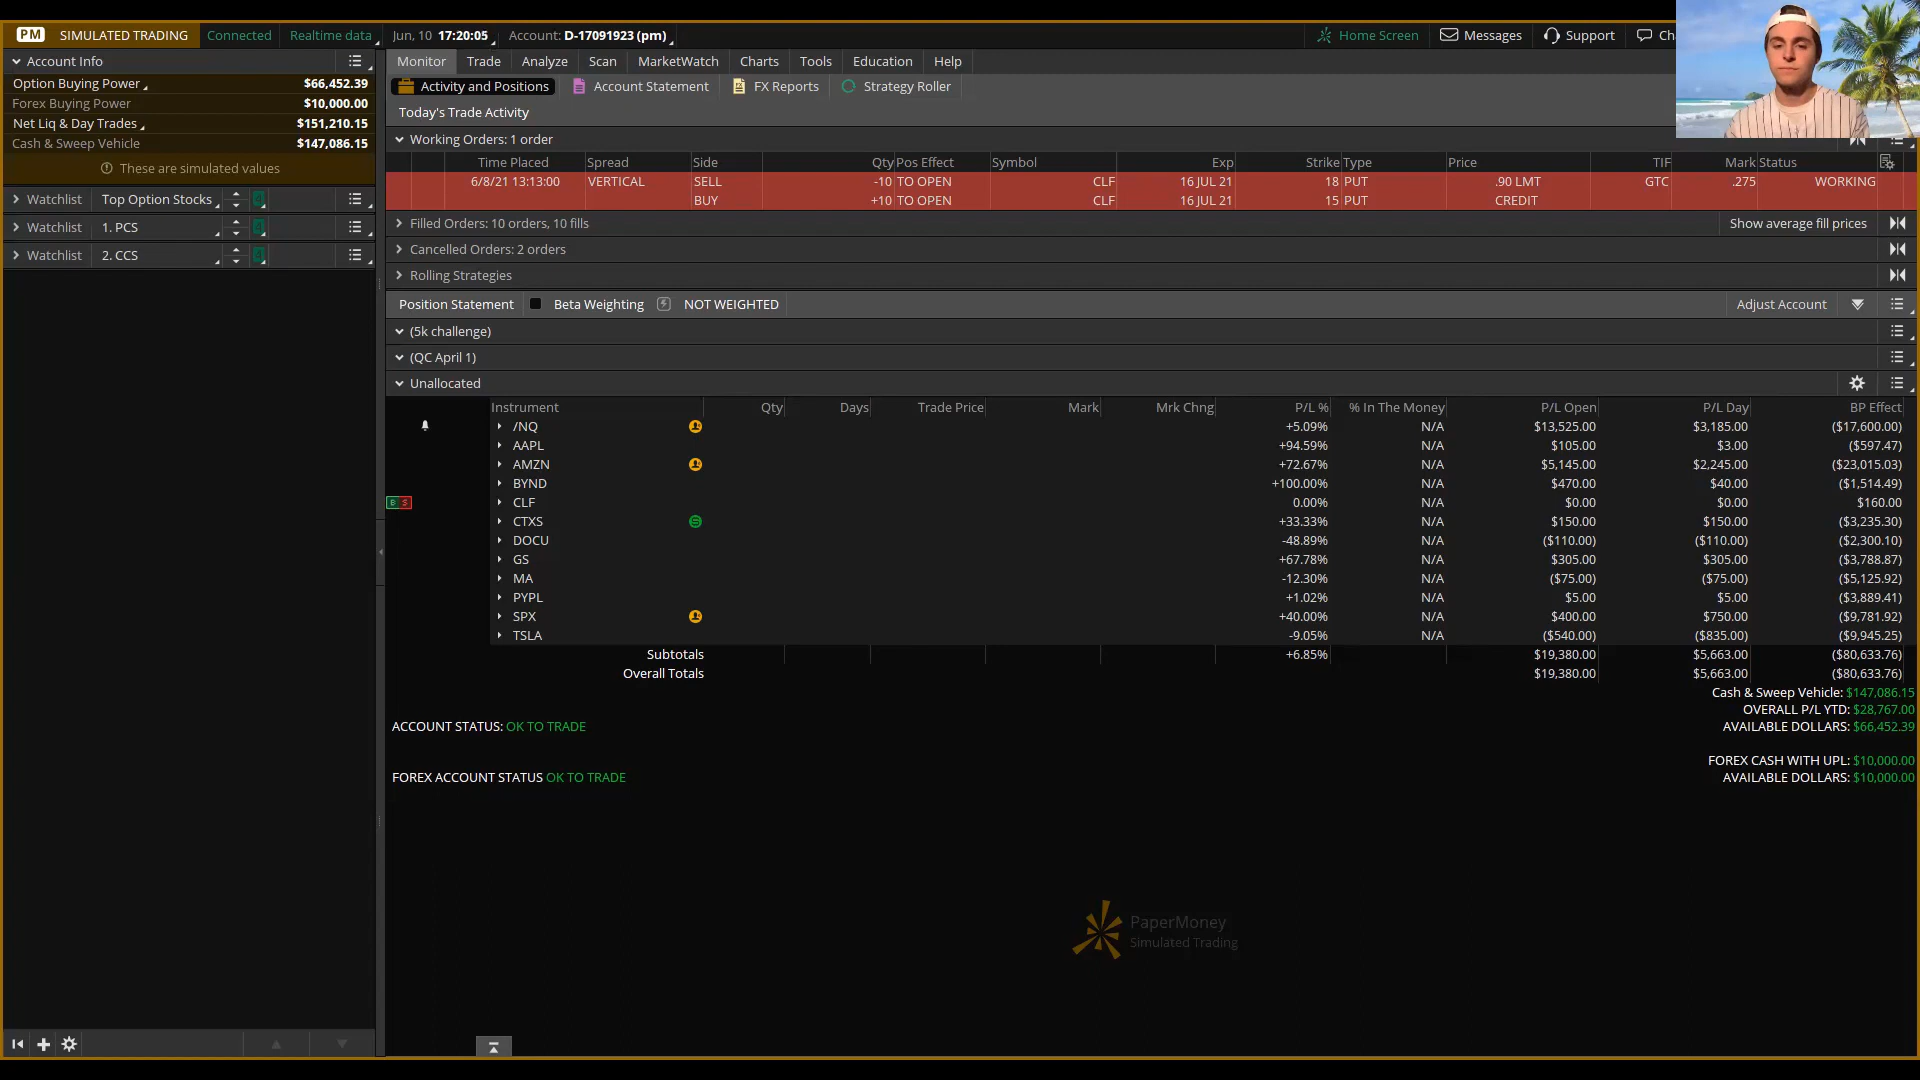 PM SIMULATED TRADING Connected Realtime data Jun, 10 17:20:05 Account: D-17091923 (pm) Home Screen Messages Support
Account Info
Option Buying Power $66,452.39
Forex Buying Power $10,000.00
Net Liq & Day Trades $151,210.15
Cash & Sweep Vehicle $147,086.15
These are simulated values
Watchlist Top Option Stocks
Watchlist 1. PCS
Watchlist 2. CCS
Monitor Trade Analyze Scan MarketWatch Charts Tools Education Help
Activity and Positions Account Statement FX Reports Strategy Roller
Today's Trade Activity
Working Orders: 1 order
Time Placed Spread Side Qty Pos Effect Symbol Exp Strike Type Price TIF Mark Status
6/8/21 13:13:00 VERTICAL SELL -10 TO OPEN CLF 16 JUL 21 18 PUT .90 LMT GTC .275 WORKING
BUY +10 TO OPEN CLF 16 JUL 21 15 PUT CREDIT
Filled Orders: 10 orders, 10 fills Show average fill prices
Cancelled Orders: 2 orders
Rolling Strategies
Position Statement Beta Weighting NOT WEIGHTED Adjust Account
(5k challenge)
(QC April 1)
Unallocated
Instrument Qty Days Trade Price Mark Mrk Chng P/L % % In The Money P/L Open P/L Day BP Effect
/NQ +5.09% N/A $13,525.00 $3,185.00 ($17,600.00)
AAPL +94.59% N/A $105.00 $3.00 ($597.47)
AMZN +72.67% N/A $5,145.00 $2,245.00 ($23,015.03)
BYND +100.00% N/A $470.00 $40.00 ($1,514.49)
CLF 0.00% N/A $0.00 $0.00 $160.00
CTXS +33.33% N/A $150.00 $150.00 ($3,235.30)
DOCU -48.89% N/A ($110.00) ($110.00) ($2,300.10)
GS +67.78% N/A $305.00 $305.00 ($3,788.87)
MA -12.30% N/A ($75.00) ($75.00) ($5,125.92)
PYPL +1.02% N/A $5.00 $5.00 ($3,889.41)
SPX +40.00% N/A $400.00 $750.00 ($9,781.92)
TSLA -9.05% N/A ($540.00) ($835.00) ($9,945.25)
Subtotals +6.85% $19,380.00 $5,663.00 ($80,633.76)
Overall Totals $19,380.00 $5,663.00 ($80,633.76)
Cash & Sweep Vehicle: $147,086.15
OVERALL P/L YTD: $28,767.00
ACCOUNT STATUS: OK TO TRADE AVAILABLE DOLLARS: $66,452.39
FOREX CASH WITH UPL: $10,000.00
FOREX ACCOUNT STATUS OK TO TRADE AVAILABLE DOLLARS: $10,000.00
PaperMoney
Simulated Trading